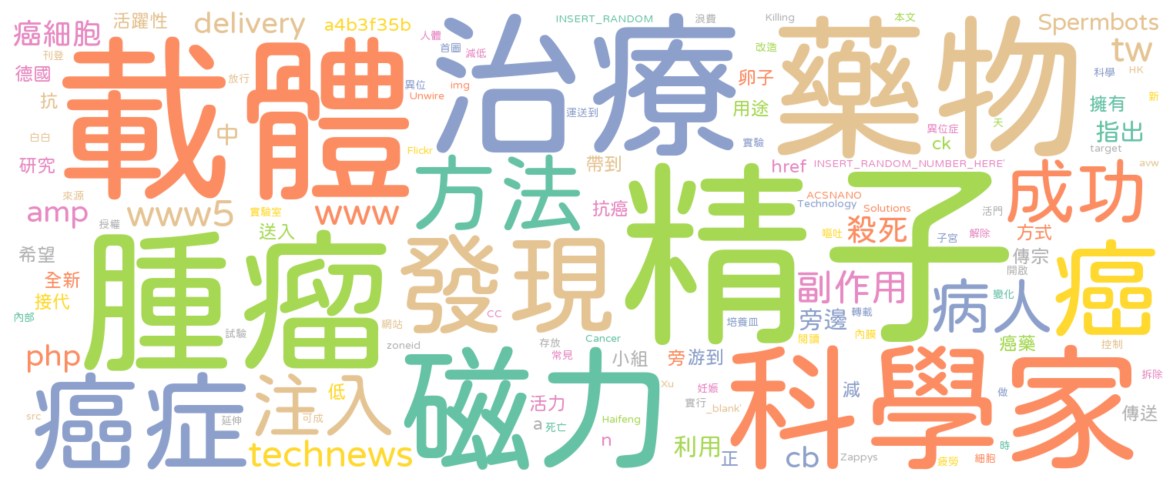 癌細胞
活躍性
delivery
a4b3f35b
人體
首圈
減低
INSERT_RANDOM
浪費
Killing
改造
本文
Spermbots
tw
科學
HK
新
刊登
德國
抗
載體
放行
異位
img
Unwire
治療
運送到
卵子
用途
實驗
藥物
擁有
指出
天
異位症
ck
target
白白
中
研究
Flickr
方法
帶到
href
INSERT_RANDOM_NUMBER_HERE'
avw
來源
amp
授權
www5
實驗室
www
送入
抗癌
精子
ACSNANO
Technology
Solutions
殺死
嘔吐
子宮
活門
解除
成功
方式
希望
全新
接代
內部
腫瘤
發現
副作用
傳宗
開啟
旁邊
轉載
病人
變化
癌
試驗
網站
CC
培養皿
閱讀
內膜
癌藥
控制
php
zoneid
存放
Cancer
常見
小組
旁
游到
磁力
科學家
拆除
癌症
src
延伸
注入
可成
低
technews
活力
a
死亡
n
Haifeng
Xu
妊娠
實行
_blank'
利用
正
減
cb
Zappys
疲勞
細胞
時
做
傳送